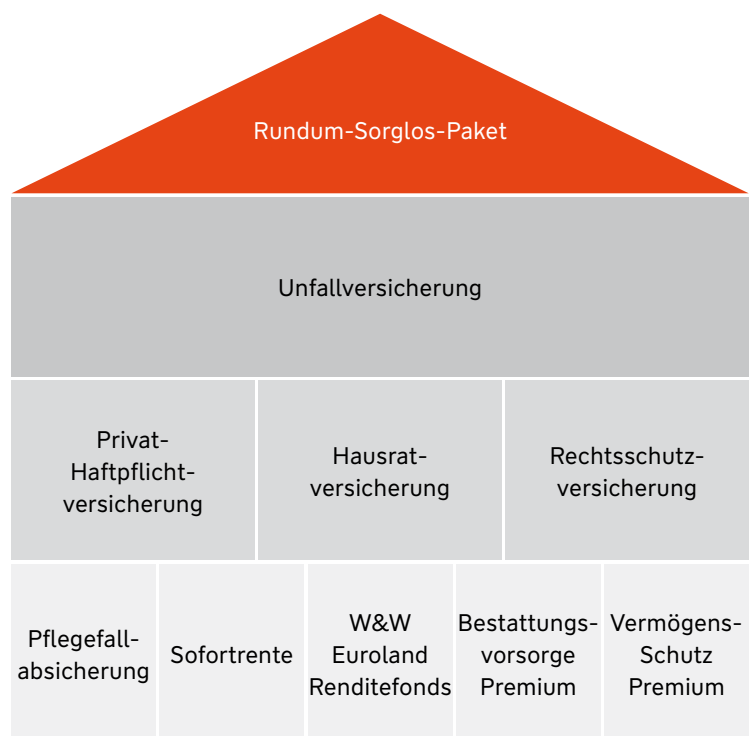 Rundum-Sorglos-Paket
Unfallversicherung
Privat-
Haftpflicht-
versicherung
Hausrat-
versicherung
Rechtsschutz-
versicherung
Pflegefall-
absicherung
Sofortrente
W&W
Euroland
Renditefonds
Bestattungs-
vorsorge
Premium
Vermögens-
Schutz
Premium